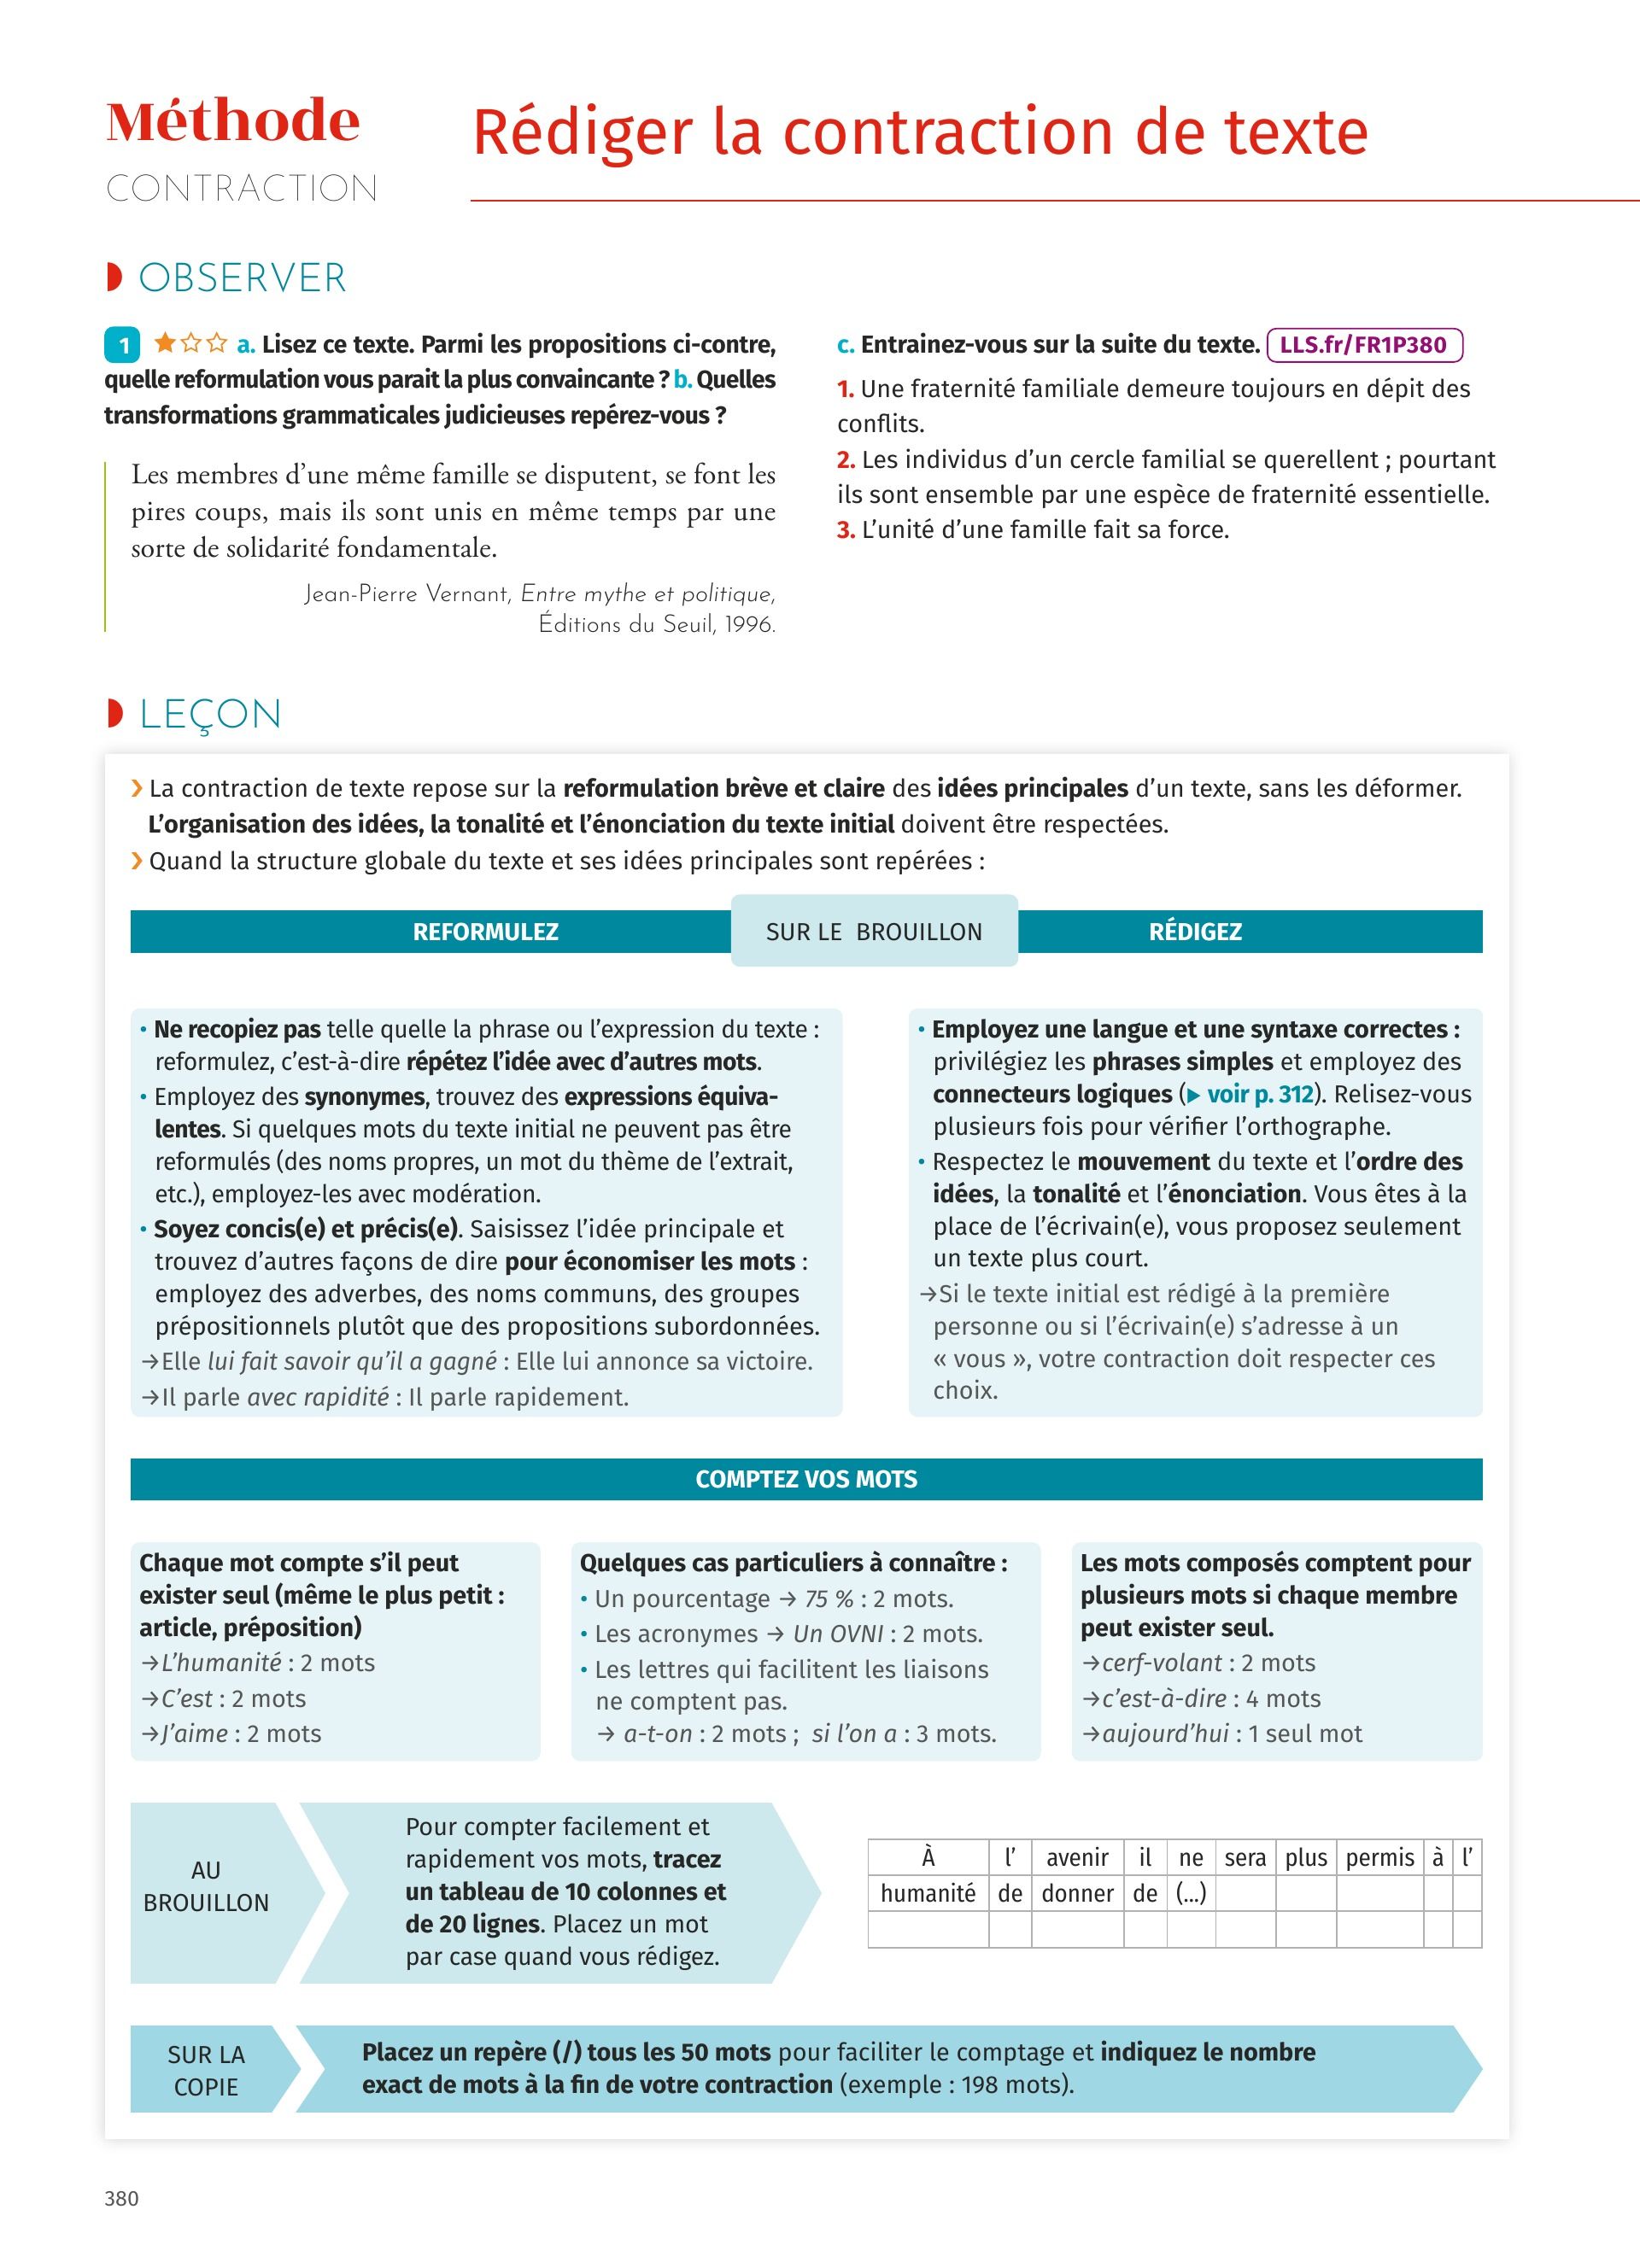 Méthode
CONTRACTION
Rédiger la contraction de texte
OBSERVER
1 a. Lisez ce texte. Parmi les propositions ci-contre,
quelle reformulation vous parait la plus convaincante ? b. Quelles
transformations grammaticales judicieuses repérez-vous ?
Les membres d’une même famille se disputent, se font les
pires coups, mais ils sont unis en même temps par une
sorte de solidarité fondamentale.
Jean-Pierre Vernant, Entre mythe et politique,
Éditions du Seuil, 1996.
c. Entrainez-vous sur la suite du texte. LLS.fr/FR1P380
1. Une fraternité familiale demeure toujours en dépit des
conflits.
2. Les individus d’un cercle familial se querellent ; pourtant
ils sont ensemble par une espèce de fraternité essentielle.
3. L’unité d’une famille fait sa force.
LEÇON
La contraction de texte repose sur la reformulation brève et claire des idées principales d’un texte, sans les déformer.
L’organisation des idées, la tonalité et l’énonciation du texte initial doivent être respectées.
Quand la structure globale du texte et ses idées principales sont repérées :
REFORMULEZ
SUR LE BROUILLON
RÉDIGEZ
• Ne recopiez pas telle quelle la phrase ou l’expression du texte :
reformulez, c’est-à-dire répétez l’idée avec d’autres mots.
• Employez des synonymes, trouvez des expressions équiva-
lentes. Si quelques mots du texte initial ne peuvent pas être
reformulés (des noms propres, un mot du thème de l’extrait,
etc.), employez-les avec modération.
• Soyez concis(e) et précis(e). Saisissez l’idée principale et
trouvez d’autres façons de dire pour économiser les mots :
employez des adverbes, des noms communs, des groupes
prépositionnels plutôt que des propositions subordonnées.
→Elle lui fait savoir qu’il a gagné : Elle lui annonce sa victoire.
→Il parle avec rapidité : Il parle rapidement.
• Employez une langue et une syntaxe correctes :
privilégiez les phrases simples et employez des
connecteurs logiques (▶ voir p. 312). Relisez-vous
plusieurs fois pour vérifier l’orthographe.
• Respectez le mouvement du texte et l’ordre des
idées, la tonalité et l’énonciation. Vous êtes à la
place de l’écrivain(e), vous proposez seulement
un texte plus court.
→Si le texte initial est rédigé à la première
personne ou si l’écrivain(e) s’adresse à un
« vous », votre contraction doit respecter ces
choix.
COMPTEZ VOS MOTS
Chaque mot compte s’il peut
exister seul (même le plus petit :
article, préposition)
→L’humanité : 2 mots
→C’est : 2 mots
→J’aime : 2 mots
Quelques cas particuliers à connaître :
• Un pourcentage → 75 % : 2 mots.
• Les acronymes → Un OVNI : 2 mots.
• Les lettres qui facilitent les liaisons
ne comptent pas.
→ a-t-on : 2 mots ; si l’on a : 3 mots.
Les mots composés comptent pour
plusieurs mots si chaque membre
peut exister seul.
→cerf-volant : 2 mots
→c’est-à-dire : 4 mots
→aujourd’hui : 1 seul mot
AU
BROUILLON
Pour compter facilement et
rapidement vos mots, tracez
un tableau de 10 colonnes et
de 20 lignes. Placez un mot
par case quand vous rédigez.
À l’ avenir il ne sera plus permis à l’
humanité de donner de (...)
SUR LA
COPIE
Placez un repère (/) tous les 50 mots pour faciliter le comptage et indiquez le nombre
exact de mots à la fin de votre contraction (exemple : 198 mots).
380